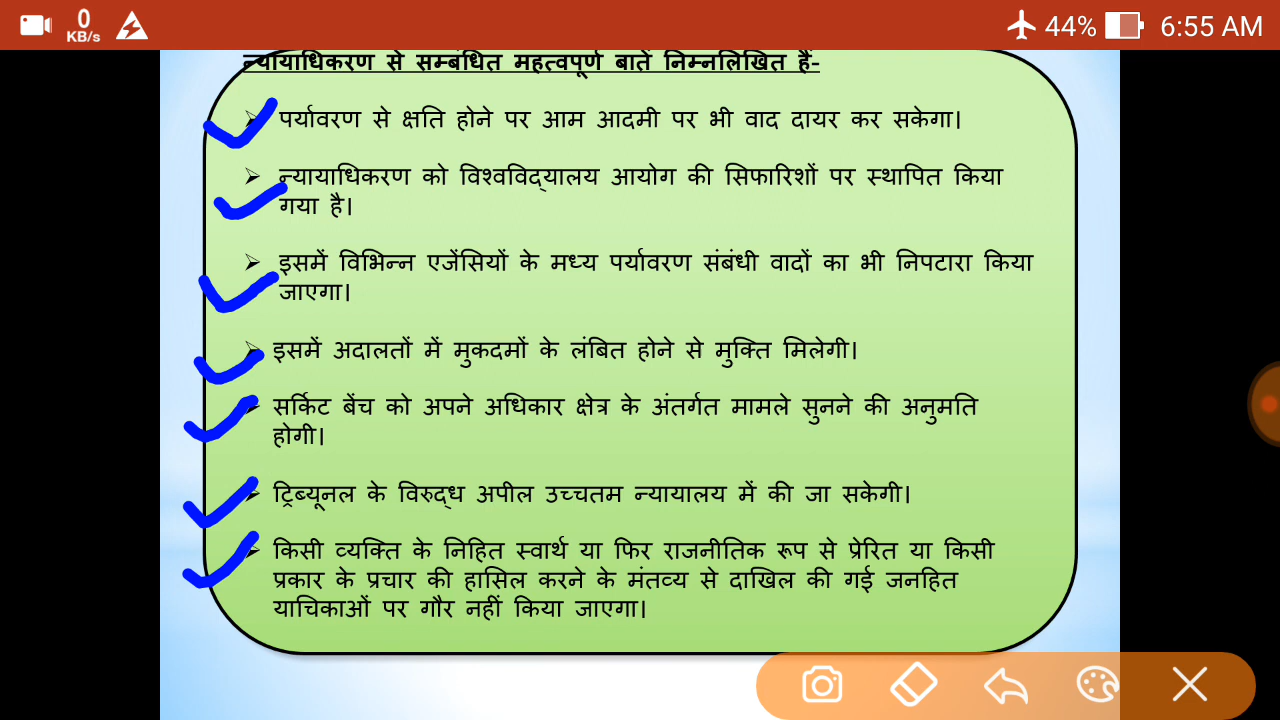 0
KB/s
44%
6:55 AM
न्यायाधिकरण से सम्बंधित महत्वपूर्ण बातें निम्नलिखित हैं-
पर्यावरण से क्षति होने पर आम आदमी पर भी वाद दायर कर सकेगा।
न्यायाधिकरण को विश्वविद्यालय आयोग की सिफारिशों पर स्थापित किया
गया है।
इसमें विभिन्न एजेंसियों के मध्य पर्यावरण संबंधी वादों का भी निपटारा किया
जाएगा।
इसमें अदालतों में मुकदमों के लंबित होने से मुक्ति मिलेगी।
सर्किट बेंच को अपने अधिकार क्षेत्र के अंतर्गत मामले सुनने की अनुमति
होगी।
ट्रिब्यूनल के विरुद्ध अपील उच्चतम न्यायालय में की जा सकेगी।
किसी व्यक्ति के निहित स्वार्थ या फिर राजनीतिक रूप से प्रेरित या किसी
प्रकार के प्रचार की हासिल करने के मंतव्य से दाखिल की गई जनहित
याचिकाओं पर गौर नहीं किया जाएगा।